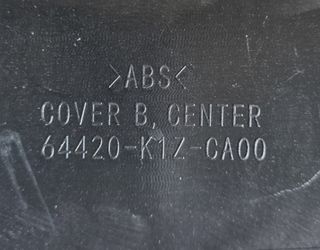 >ABS<
COVER B, CENTER
64420-K1Z-CA00